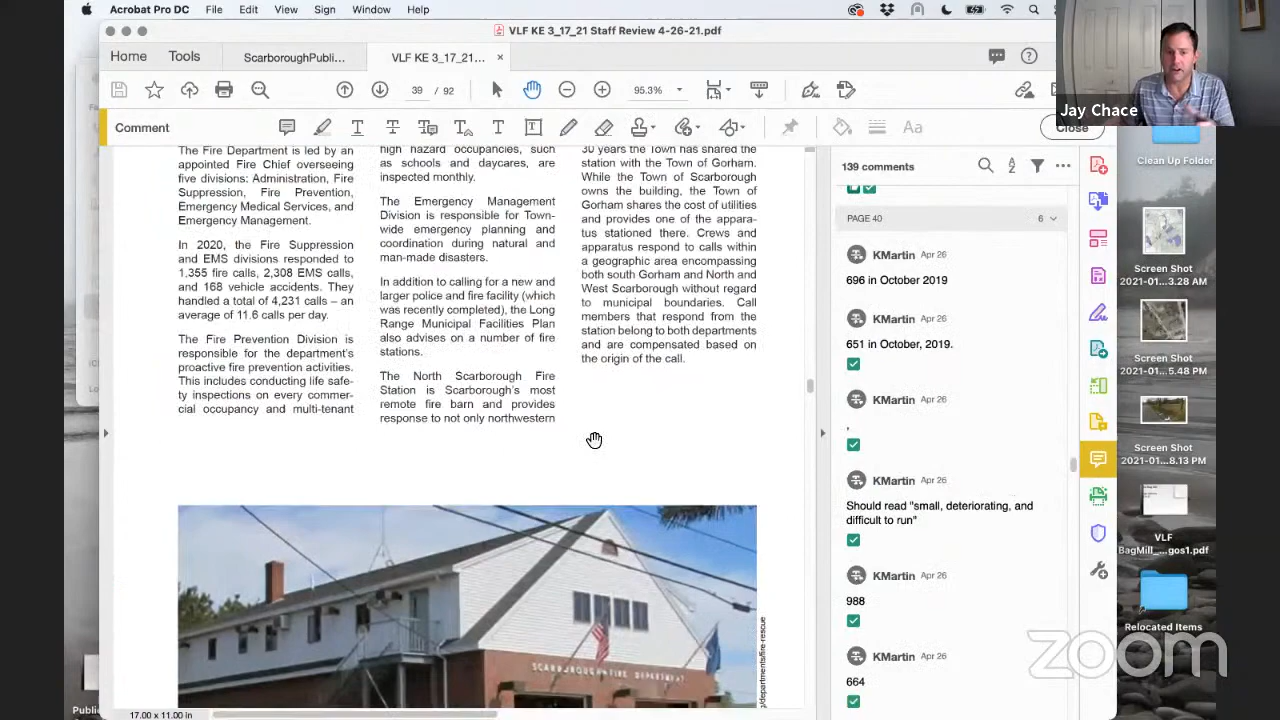 Acrobat Pro DC File Edit View Sign Window Help
VLF KE 3_17_21 Staff Review 4-26-21.pdf
Home Tools ScarboroughPubli... VLF KE 3_17_21... ×
39 / 92 95.3%
Jay Chace
Comment Aa Close
The Fire Department is led by an
appointed Fire Chief overseeing
five divisions: Administration, Fire
Suppression, Fire Prevention,
Emergency Medical Services, and
Emergency Management.
In 2020, the Fire Suppression
and EMS divisions responded to
1,355 fire calls, 2,308 EMS calls,
and 168 vehicle accidents. They
handled a total of 4,231 calls – an
average of 11.6 calls per day.
The Fire Prevention Division is
responsible for the department's
proactive fire prevention activities.
This includes conducting life safe-
ty inspections on every commer-
cial occupancy and multi-tenant
high hazard occupancies, such
as schools and daycares, are
inspected monthly.
The Emergency Management
Division is responsible for Town-
wide emergency planning and
coordination during natural and
man-made disasters.
In addition to calling for a new and
larger police and fire facility (which
was recently completed), the Long
Range Municipal Facilities Plan
also advises on a number of fire
stations.
The North Scarborough Fire
Station is Scarborough's most
remote fire barn and provides
response to not only northwestern
30 years the Town has shared the
station with the Town of Gorham.
While the Town of Scarborough
owns the building, the Town of
Gorham shares the cost of utilities
and provides one of the appara-
tus stationed there. Crews and
apparatus respond to calls within
a geographic area encompassing
both south Gorham and North and
West Scarborough without regard
to municipal boundaries. Call
members that respond from the
station belong to both departments
and are compensated based on
the origin of the call.
SCARBOROUGH FIRE DEPARTMENT
/departments/fire-rescue
17.00 x 11.00 in
139 comments
PAGE 40 6
KMartin Apr 26
696 in October 2019
KMartin Apr 26
651 in October, 2019.
KMartin Apr 26
,
KMartin Apr 26
Should read "small, deteriorating, and
difficult to run"
KMartin Apr 26
988
KMartin Apr 26
664
Clean Up Folder
Screen Shot
2021-01...3.28 AM
Screen Shot
2021-01...5.48 PM
Screen Shot
2021-01...8.13 PM
VLF
BagMill_...gos1.pdf
Relocated Items
Public
zoom